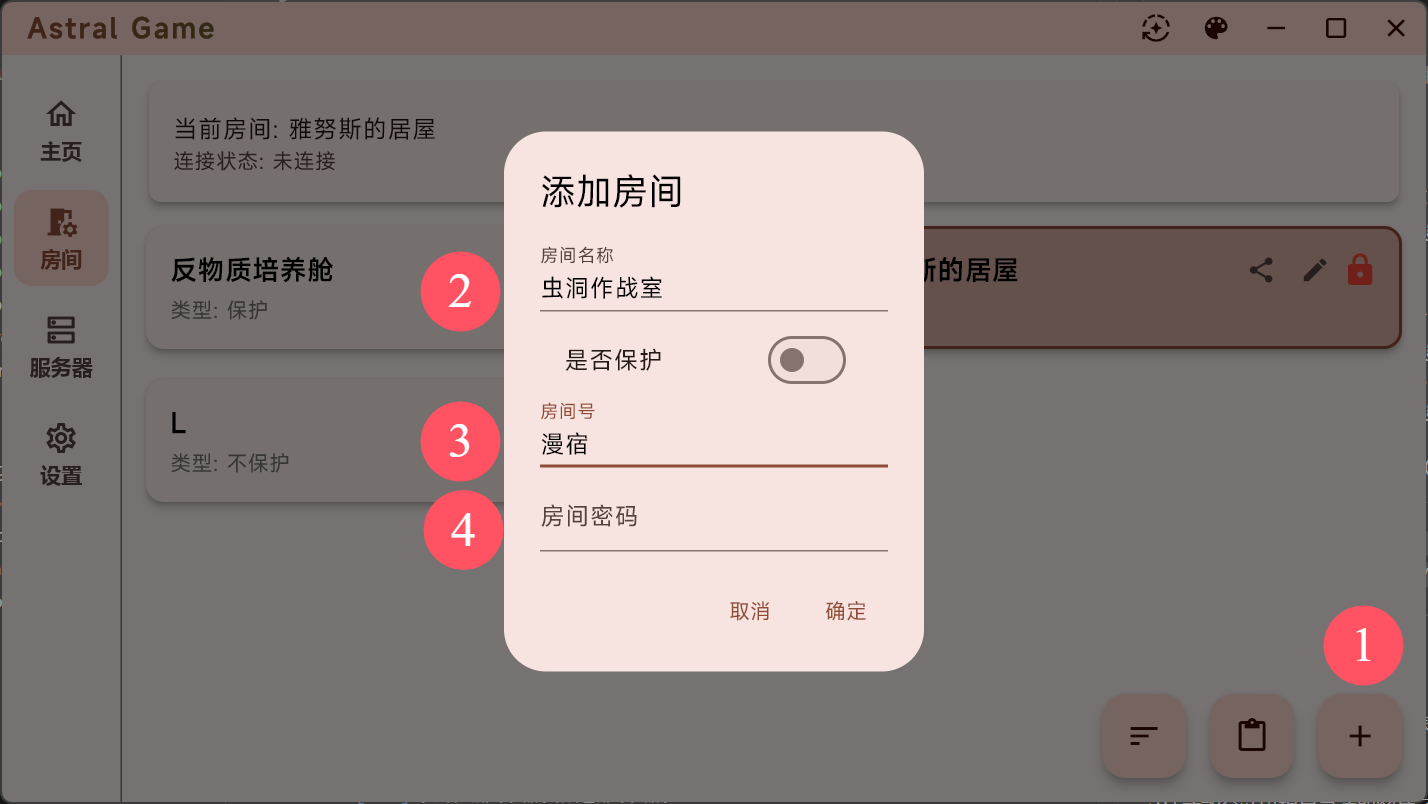 Astral Game
主页
房间
服务器
设置
当前房间: 雅努斯的居屋
连接状态: 未连接
反物质培养舱
类型: 保护
斯的居屋
L
类型: 不保护
添加房间
2
房间名称
虫洞作战室
是否保护
3
房间号
漫宿
4
房间密码
取消
确定
1